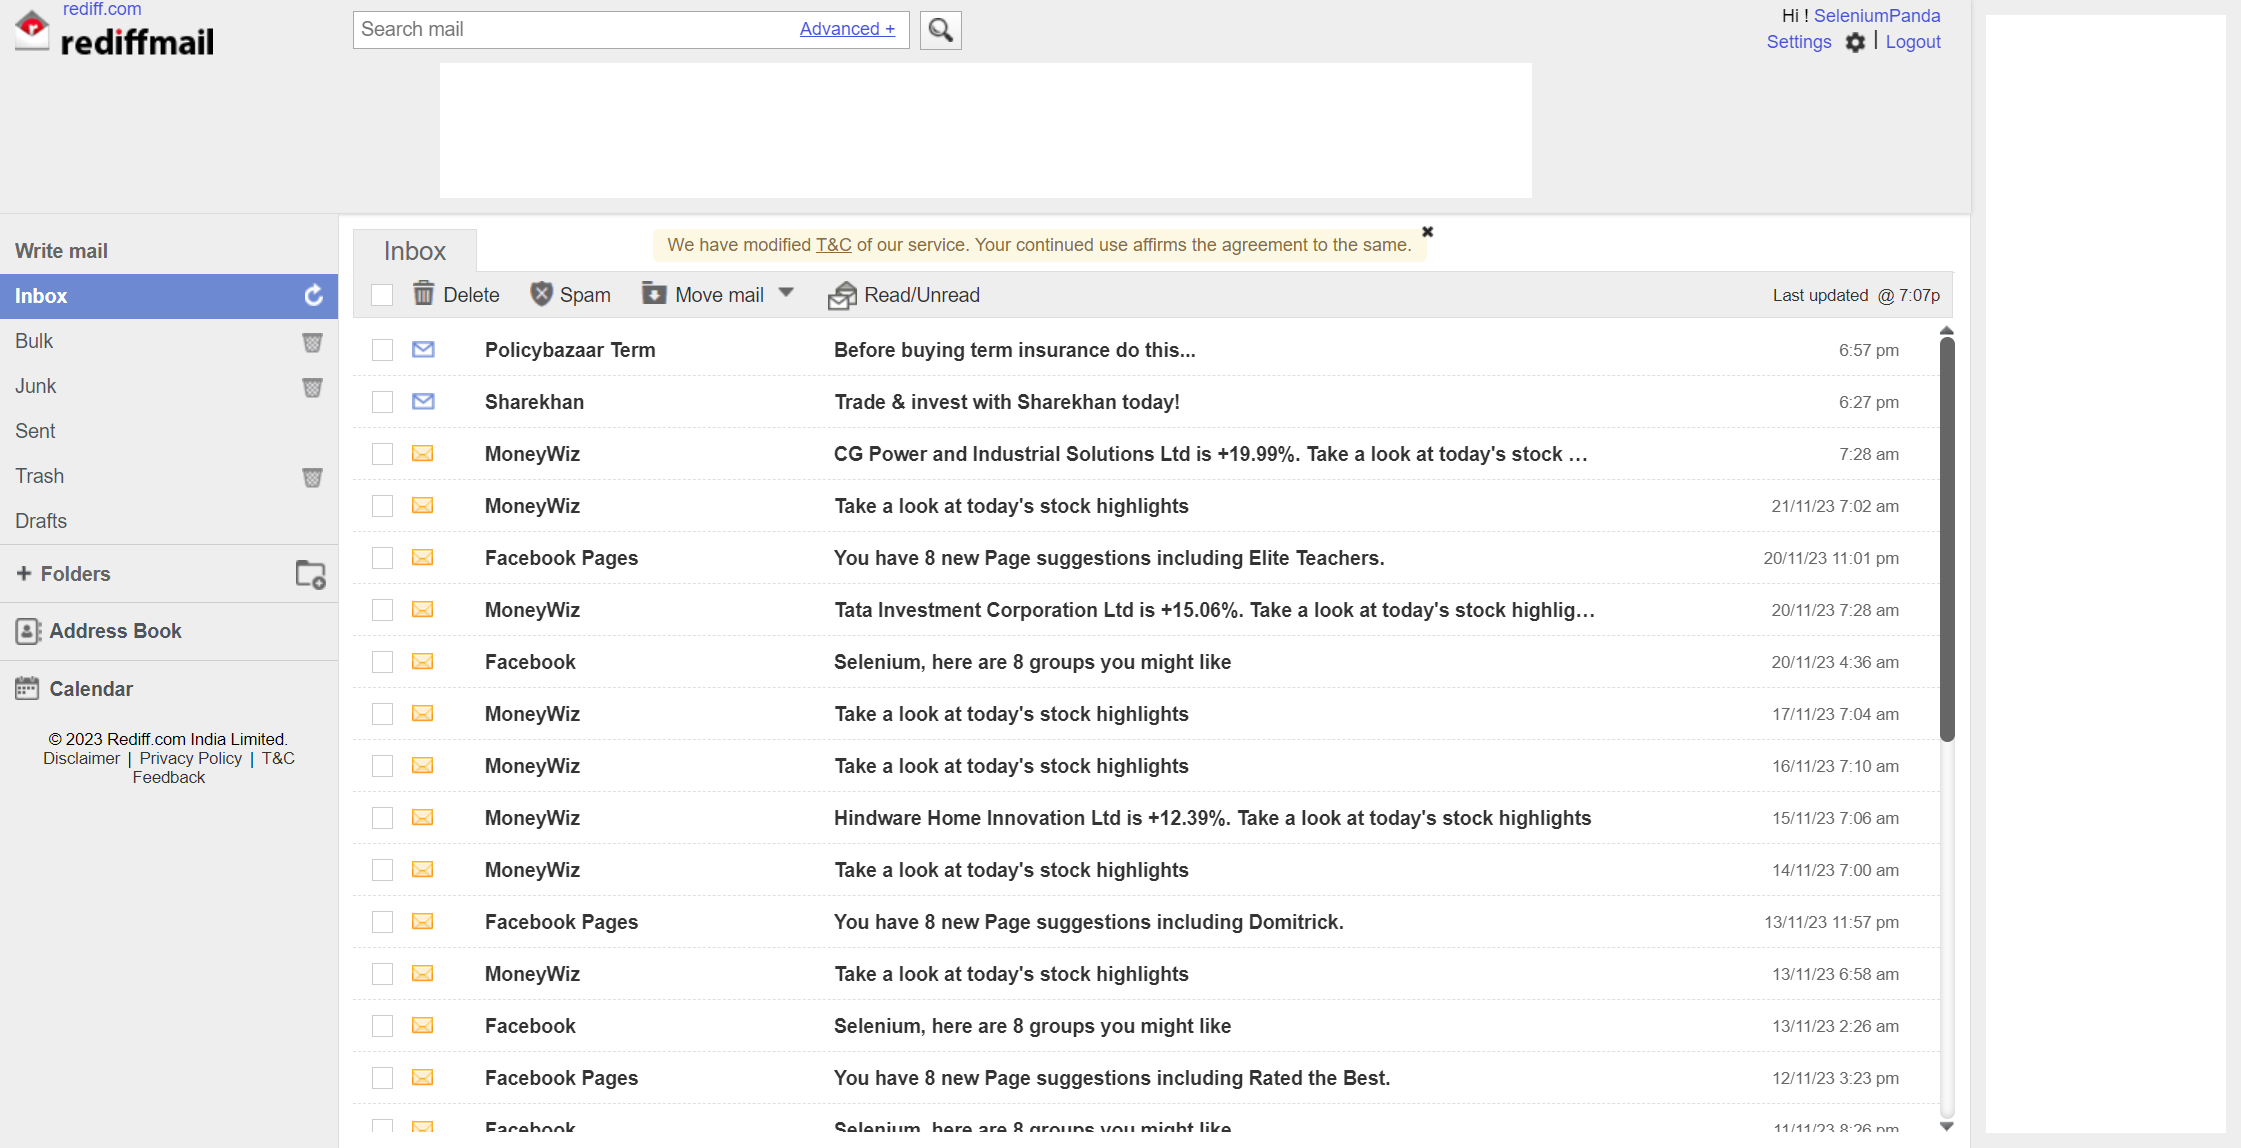 rediff.com
rediffmail
Search mail Advanced +
Hi ! SeleniumPanda
Settings | Logout
Write mail
Inbox
Bulk
Junk
Sent
Trash
Drafts
+ Folders
Address Book
Calendar
© 2023 Rediff.com India Limited.
Disclaimer | Privacy Policy | T&C
Feedback
Inbox
We have modified T&C of our service. Your continued use affirms the agreement to the same.
Delete Spam Move mail Read/Unread Last updated @ 7:07p
Policybazaar Term Before buying term insurance do this... 6:57 pm
Sharekhan Trade & invest with Sharekhan today! 6:27 pm
MoneyWiz CG Power and Industrial Solutions Ltd is +19.99%. Take a look at today's stock … 7:28 am
MoneyWiz Take a look at today's stock highlights 21/11/23 7:02 am
Facebook Pages You have 8 new Page suggestions including Elite Teachers. 20/11/23 11:01 pm
MoneyWiz Tata Investment Corporation Ltd is +15.06%. Take a look at today's stock highlig… 20/11/23 7:28 am
Facebook Selenium, here are 8 groups you might like 20/11/23 4:36 am
MoneyWiz Take a look at today's stock highlights 17/11/23 7:04 am
MoneyWiz Take a look at today's stock highlights 16/11/23 7:10 am
MoneyWiz Hindware Home Innovation Ltd is +12.39%. Take a look at today's stock highlights 15/11/23 7:06 am
MoneyWiz Take a look at today's stock highlights 14/11/23 7:00 am
Facebook Pages You have 8 new Page suggestions including Domitrick. 13/11/23 11:57 pm
MoneyWiz Take a look at today's stock highlights 13/11/23 6:58 am
Facebook Selenium, here are 8 groups you might like 13/11/23 2:26 am
Facebook Pages You have 8 new Page suggestions including Rated the Best. 12/11/23 3:23 pm
Facebook Selenium, here are 8 groups you might like 11/11/23 8:26 pm